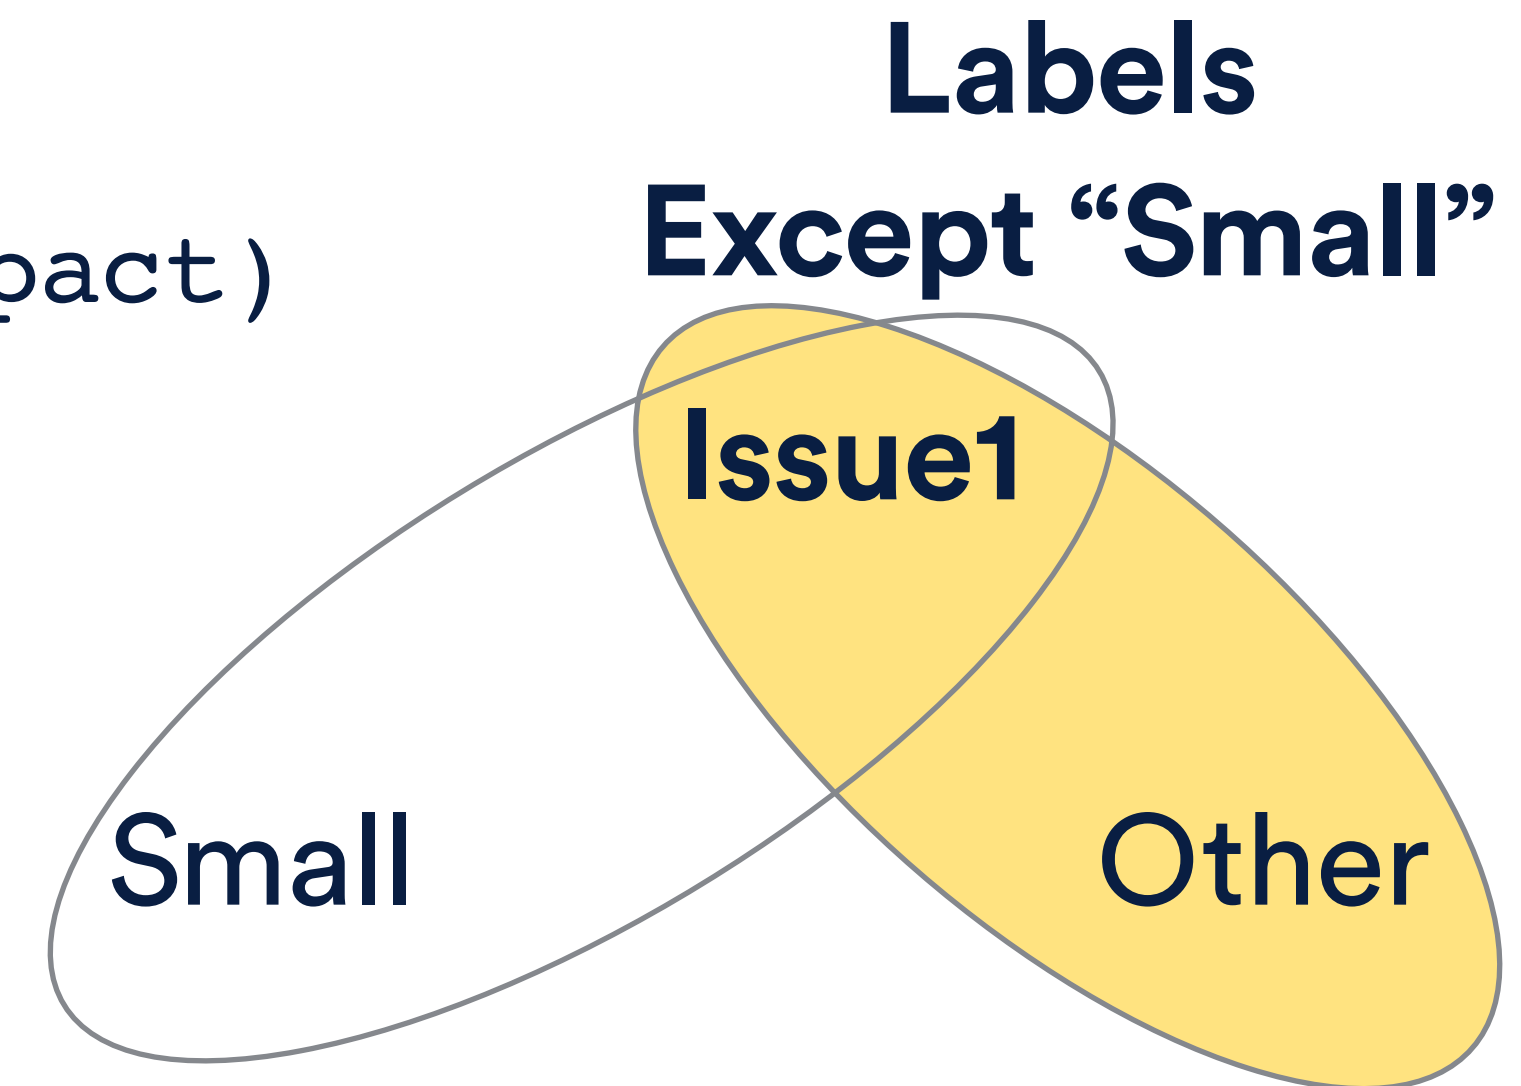 Labels
Except “Small”
pact)
Issue1
Small
Other